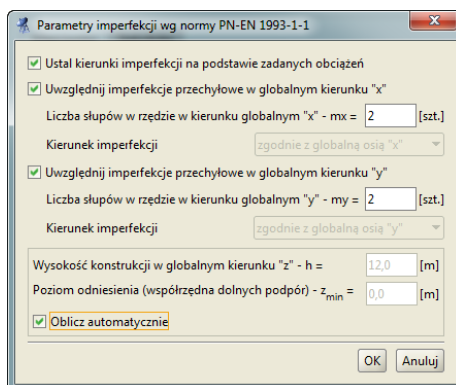 Parametry imperfekcji wg normy PN-EN 1993-1-1
Ustal kierunki imperfekcji na podstawie zadanych obciążeń
Uwzględnij imperfekcje przechyłowe w globalnym kierunku "x"
Liczba słupów w rzędzie w kierunku globalnym "x" - mx = 2 [szt.]
Kierunek imperfekcji zgodnie z globalną osią "x"
Uwzględnij imperfekcje przechyłowe w globalnym kierunku "y"
Liczba słupów w rzędzie w kierunku globalnym "y" - my = 2 [szt.]
Kierunek imperfekcji zgodnie z globalną osią "y"
Wysokość konstrukcji w globalnym kierunku "z" - h = 12,0 [m]
Poziom odniesienia (współrzędna dolnych podpór) - z_min = 0,0 [m]
Oblicz automatycznie
OK Anuluj